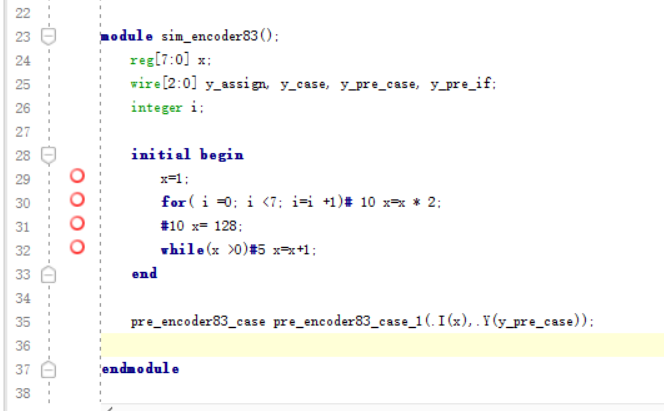 22
23 module sim_encoder83();
24 reg[7:0] x;
25 wire[2:0] y_assign, y_case, y_pre_case, y_pre_if;
26 integer i;
27
28 initial begin
29 x=1;
30 for( i =0; i <7; i=i +1)# 10 x=x * 2;
31 #10 x= 128;
32 while(x >0)#5 x=x+1;
33 end
34
35 pre_encoder83_case pre_encoder83_case_1(.I(x),.Y(y_pre_case));
36
37 endmodule
38